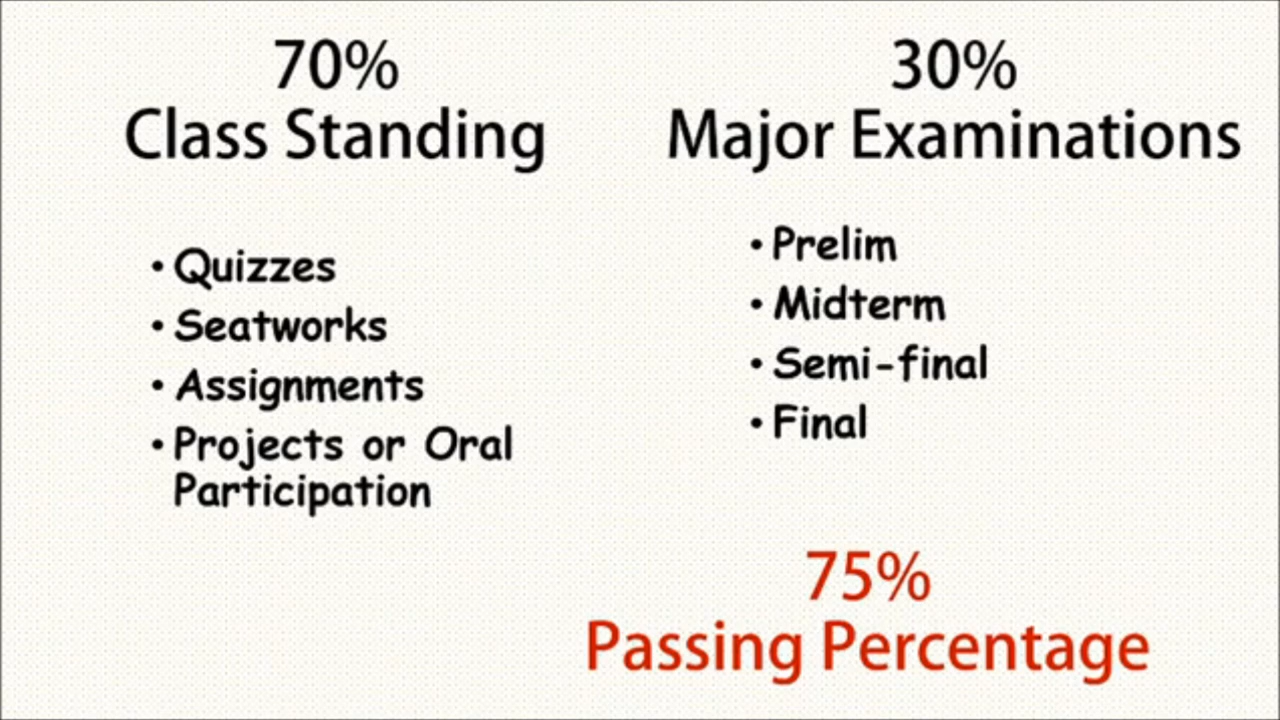 70%
Class Standing
• Quizzes
• Seatworks
• Assignments
• Projects or Oral
Participation
30%
Major Examinations
• Prelim
• Midterm
• Semi-final
• Final
75%
Passing Percentage